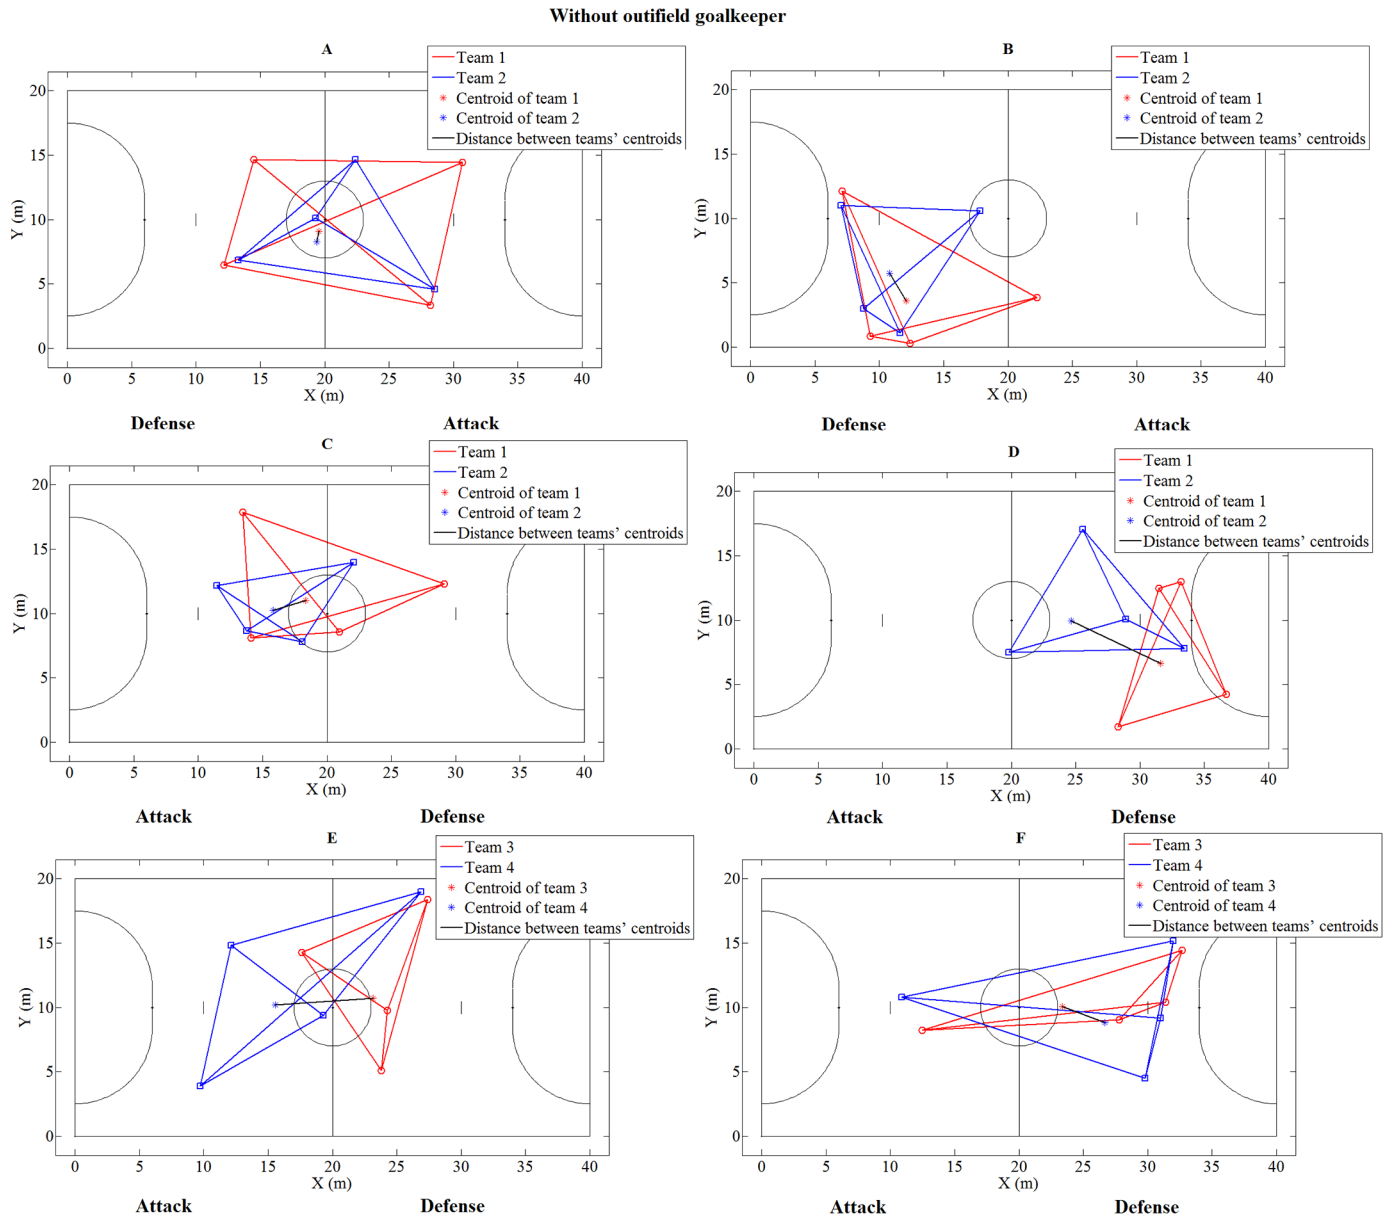 Without outifield goalkeeper
A
Team 1
Team 2
Centroid of team 1
Centroid of team 2
Distance between teams' centroids
20
15
10
5
0
Y (m)
0 5 10 15 20 25 30 35 40
X (m)
Defense Attack
B
Team 1
Team 2
Centroid of team 1
Centroid of team 2
Distance between teams' centroids
20
15
10
5
0
Y (m)
0 5 10 15 20 25 30 35 40
X (m)
Defense Attack
C
Team 1
Team 2
Centroid of team 1
Centroid of team 2
Distance between teams' centroids
20
15
10
5
0
Y (m)
0 5 10 15 20 25 30 35 40
X (m)
Attack Defense
D
Team 1
Team 2
Centroid of team 1
Centroid of team 2
Distance between teams' centroids
20
15
10
5
0
Y (m)
0 5 10 15 20 25 30 35 40
X (m)
Attack Defense
E
Team 3
Team 4
Centroid of team 3
Centroid of team 4
Distance between teams' centroids
20
15
10
5
0
Y (m)
0 5 10 15 20 25 30 35 40
X (m)
Attack Defense
F
Team 3
Team 4
Centroid of team 3
Centroid of team 4
Distance between teams' centroids
20
15
10
5
0
Y (m)
0 5 10 15 20 25 30 35 40
X (m)
Attack Defense